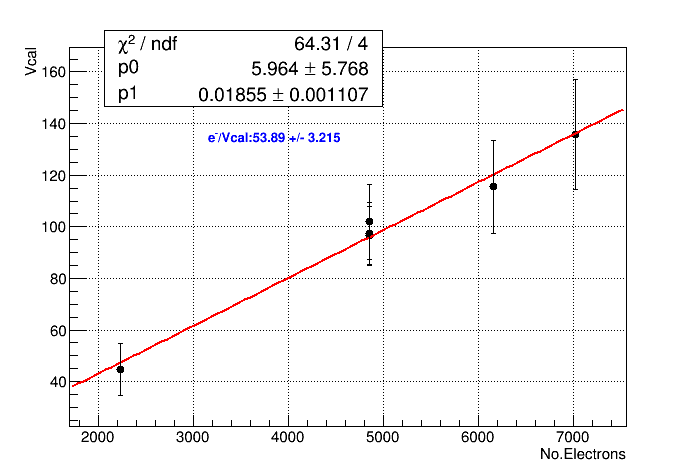 χ² / ndf 64.31 / 4
p0 5.964 ± 5.768
p1 0.01855 ± 0.001107
e⁻/Vcal:53.89 +/- 3.215
Vcal
160
140
120
100
80
60
40
2000 3000 4000 5000 6000 7000
No.Electrons